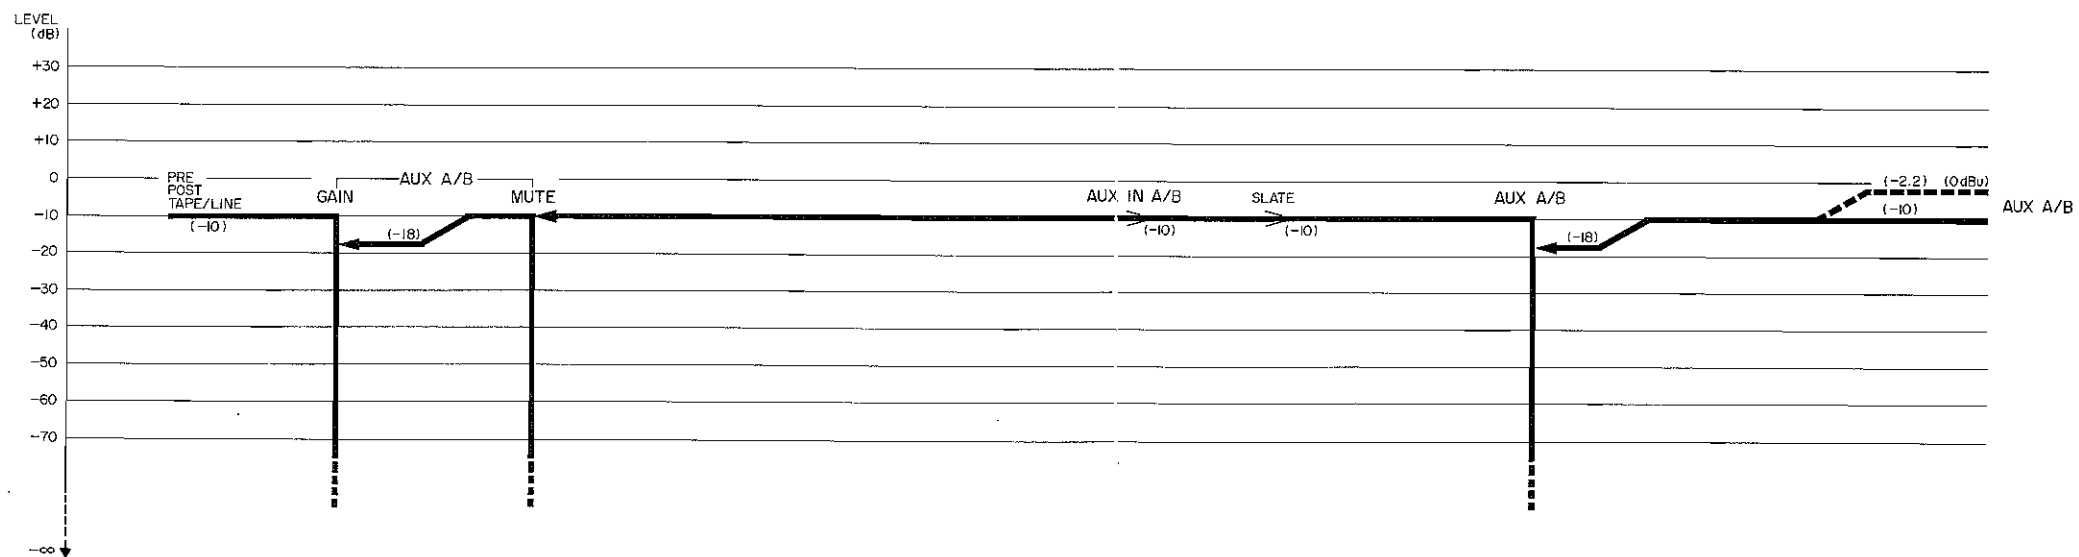 LEVEL
(dB)
+30
+20
+10
0
-10
-20
-30
-40
-50
-60
-70
-∞
PRE
POST
TAPE/LINE
(-10)
GAIN
AUX A/B
(-18)
MUTE
AUX IN A/B
(-10)
SLATE
(-10)
AUX A/B
(-18)
(-2.2) (0dBu)
(-10)
AUX A/B